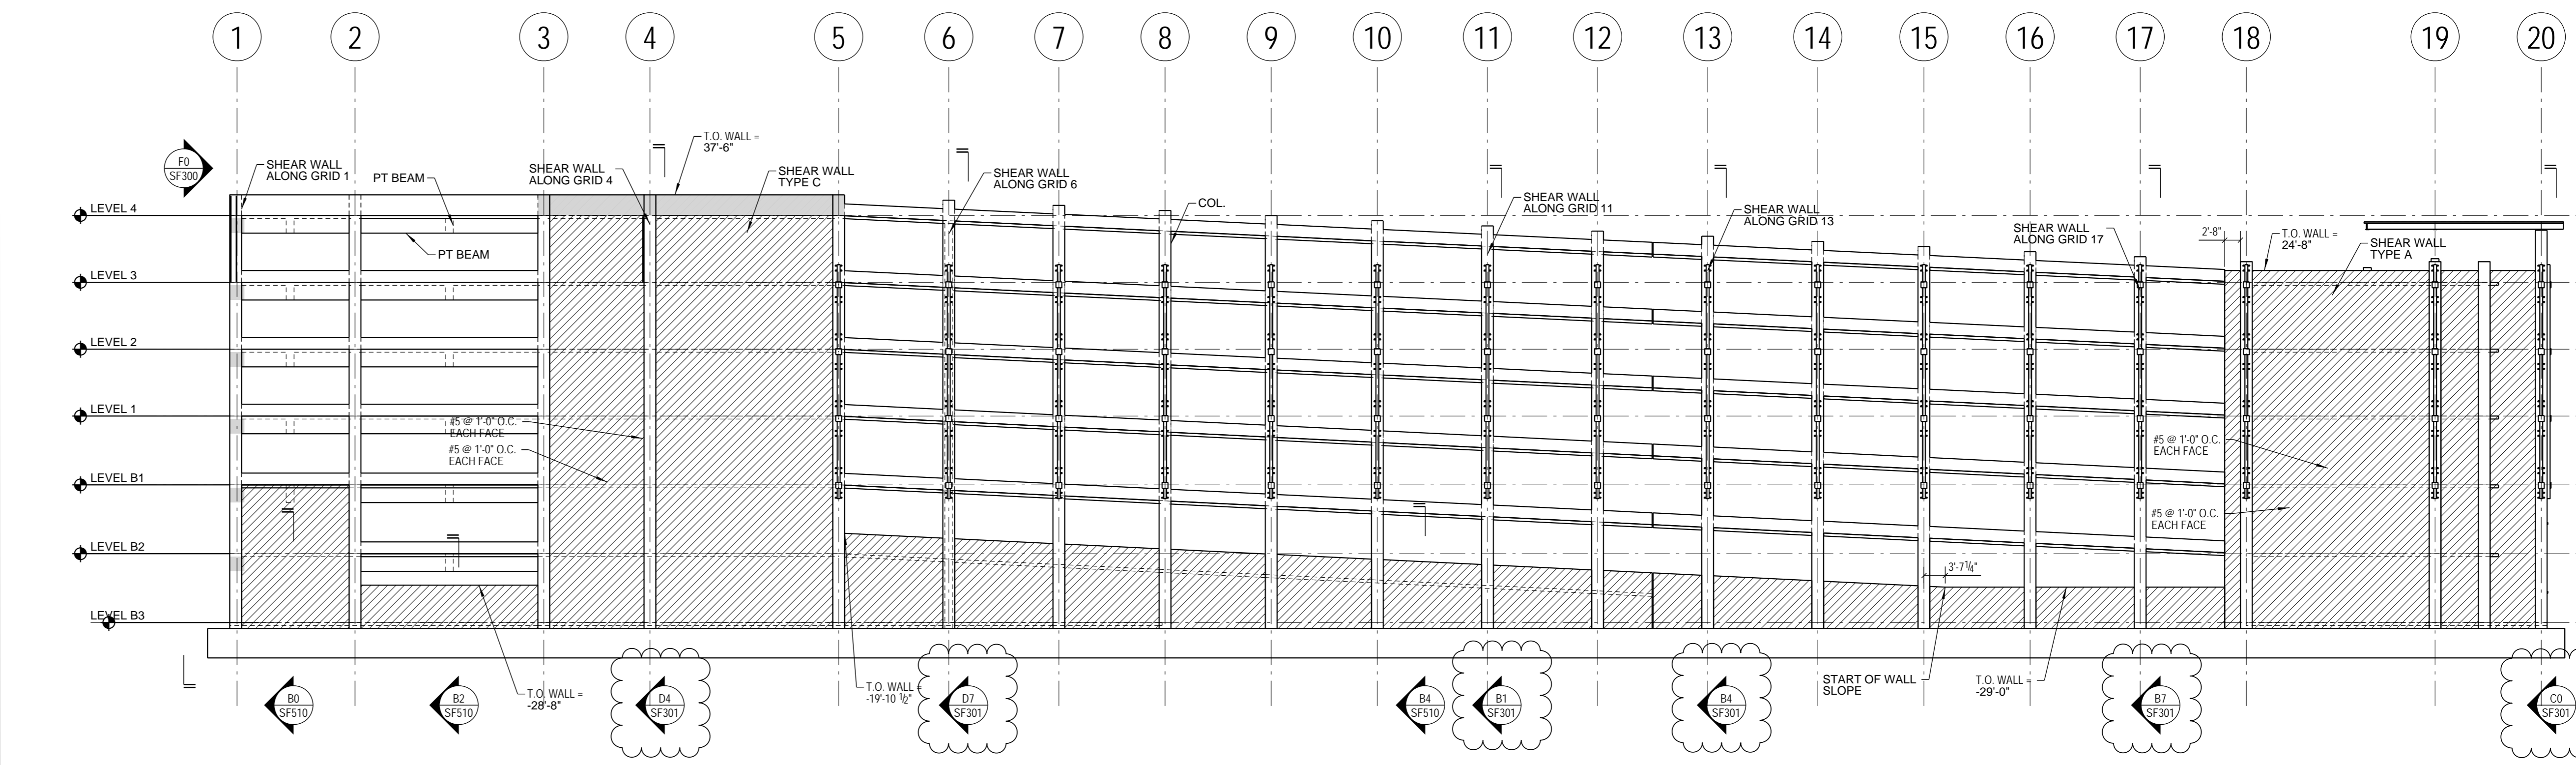 1 2 3 4 5 6 7 8 9 10 11 12 13 14 15 16 17 18 19 20
T.O. WALL =
37'-6"
F0
SF300
SHEAR WALL
ALONG GRID 1
PT BEAM
SHEAR WALL
ALONG GRID 4
SHEAR WALL
TYPE C
SHEAR WALL
ALONG GRID 6
COL.
SHEAR WALL
ALONG GRID 11
SHEAR WALL
ALONG GRID 13
SHEAR WALL
ALONG GRID 17
2'-8"
T.O. WALL =
24'-8"
SHEAR WALL
TYPE A
LEVEL 4
PT BEAM
LEVEL 3
LEVEL 2
LEVEL 1
#5 @ 1'-0" O.C.
EACH FACE
#5 @ 1'-0" O.C.
EACH FACE
#5 @ 1'-0" O.C.
EACH FACE
LEVEL B1
#5 @ 1'-0" O.C.
EACH FACE
LEVEL B2
3'-7 1/4"
LEVEL B3
T.O. WALL =
-28'-8"
T.O. WALL =
-19'-10 1/2"
START OF WALL
SLOPE
T.O. WALL =
-29'-0"
B0
SF510
B2
SF510
D4
SF301
D7
SF301
B4
SF510
B1
SF301
B4
SF301
B7
SF301
C0
SF301